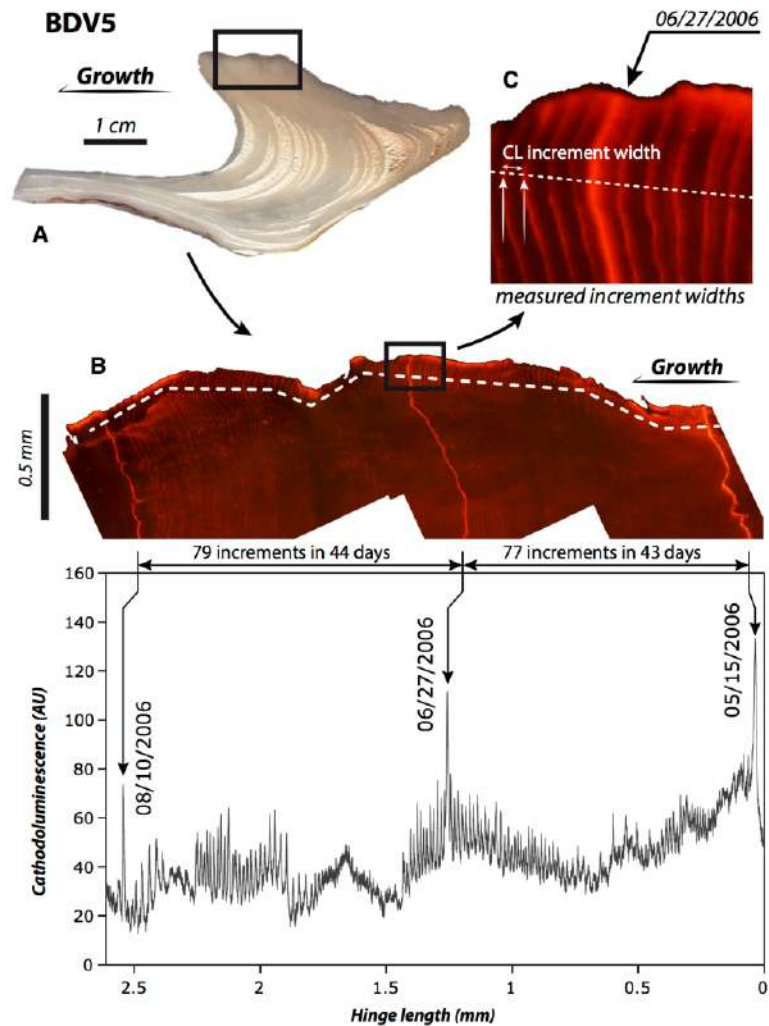 BDV5
06/27/2006
Growth
C
1 cm
CL increment width
A
measured increment widths
B
Growth
0.5 mm
79 increments in 44 days
77 increments in 43 days
160
140
120
100
80
60
40
20
0
Cathodoluminescence (AU)
08/10/2006
06/27/2006
05/15/2006
2.5
2
1.5
1
0.5
0
Hinge length (mm)